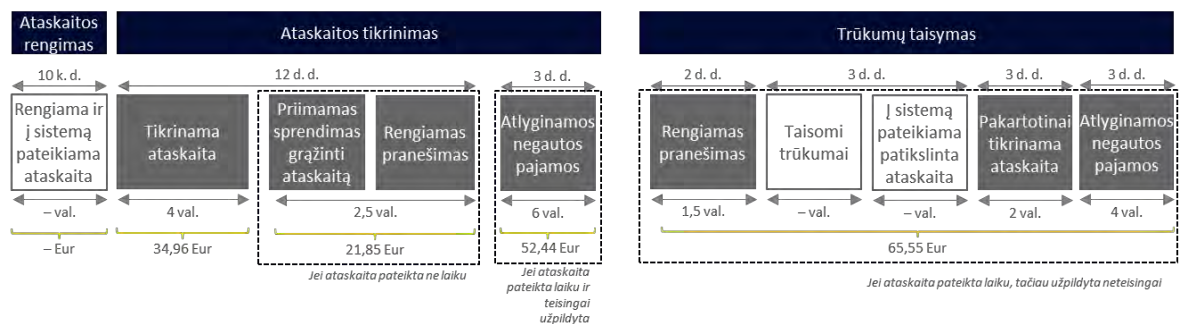 Ataskaitos
rengimas
Ataskaitos tikrinimas
Trūkumų taisymas
10 k. d.
12 d. d.
3 d. d.
2 d. d.
3 d. d.
3 d. d.
3 d. d.
Rengiama ir
į sistemą
pateikiama
ataskaita
Tikrinama
ataskaita
Priimamas
sprendimas
grąžinti
ataskaitą
Rengiamas
pranešimas
Atlyginamos
negautos
pajamos
Rengiamas
pranešimas
Taisomi
trūkumai
Į sistemą
pateikiama
patikslinta
ataskaita
Pakartotinai
tikrinama
ataskaita
Atlyginamos
negautos
pajamos
– val.
4 val.
2,5 val.
6 val.
1,5 val.
– val.
– val.
2 val.
4 val.
– Eur
34,96 Eur
21,85 Eur
52,44 Eur
65,55 Eur
Jei ataskaita pateikta ne laiku
Jei ataskaita
pateikta laiku ir
teisingai
užpildyta
Jei ataskaita pateikta laiku, tačiau užpildyta neteisingai